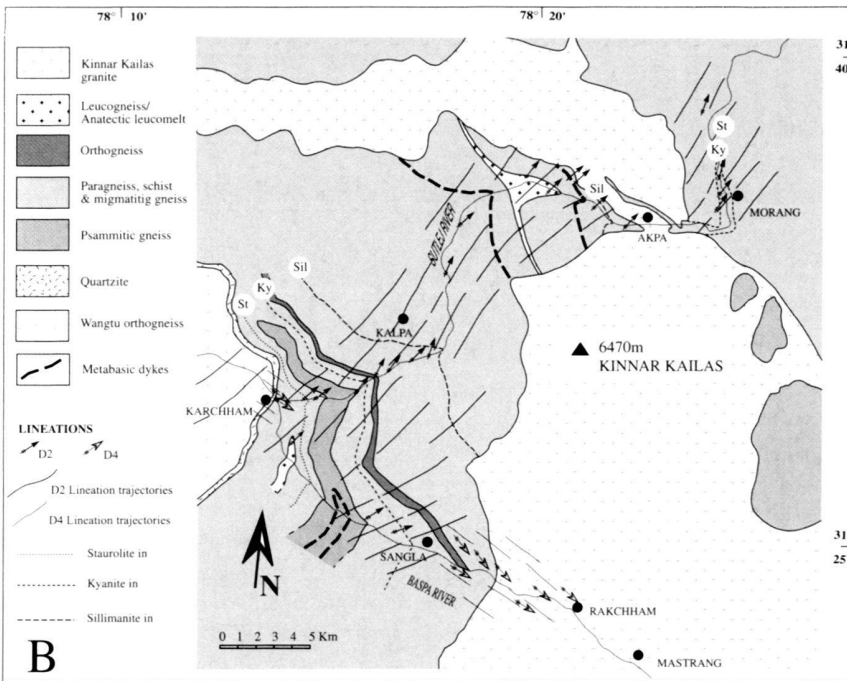 78° 10'
78° 20'
31
40
Kinnar Kailas
granite
Leucogneiss/
Anatectic leucomelt
Orthogneiss
Paragneiss, schist
& migmatitg gneiss
Psammitic gneiss
Quartzite
Wangtu orthogneiss
Metabasic dykes
LINEATIONS
D2
D4
D2 Lineation trajectories
D4 Lineation trajectories
Staurolite in
Kyanite in
Sillimanite in
B
St
Ky
MORANG
Sil
AKPA
SUTLEJ RIVER
Sil
Ky
St
KALPA
6470m
KINNAR KAILAS
KARCHHAM
31
25
SANGLA
BASPA RIVER
RAKCHHAM
MASTRANG
N
0 1 2 3 4 5 Km